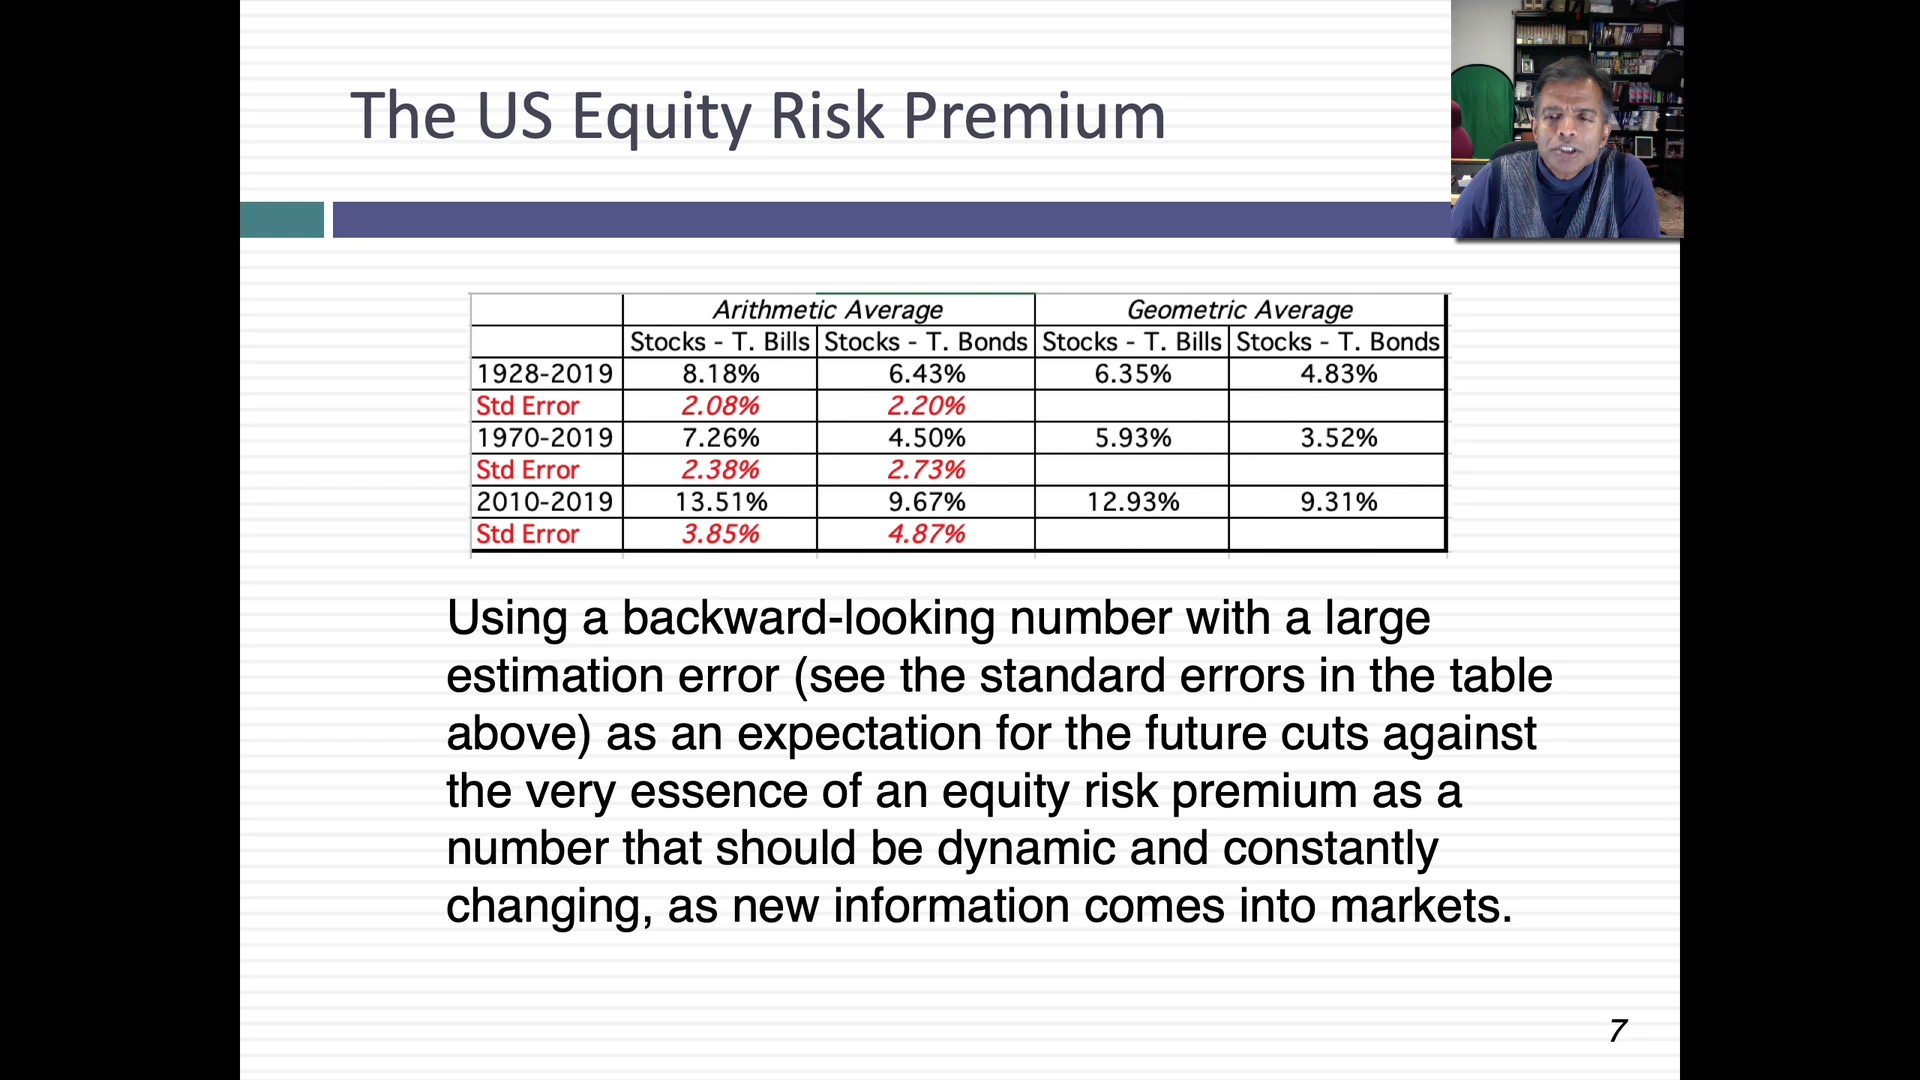 The US Equity Risk Premium
Arithmetic Average Geometric Average
Stocks - T. Bills Stocks - T. Bonds Stocks - T. Bills Stocks - T. Bonds
1928-2019 8.18% 6.43% 6.35% 4.83%
Std Error 2.08% 2.20%
1970-2019 7.26% 4.50% 5.93% 3.52%
Std Error 2.38% 2.73%
2010-2019 13.51% 9.67% 12.93% 9.31%
Std Error 3.85% 4.87%
Using a backward-looking number with a large
estimation error (see the standard errors in the table
above) as an expectation for the future cuts against
the very essence of an equity risk premium as a
number that should be dynamic and constantly
changing, as new information comes into markets.
7